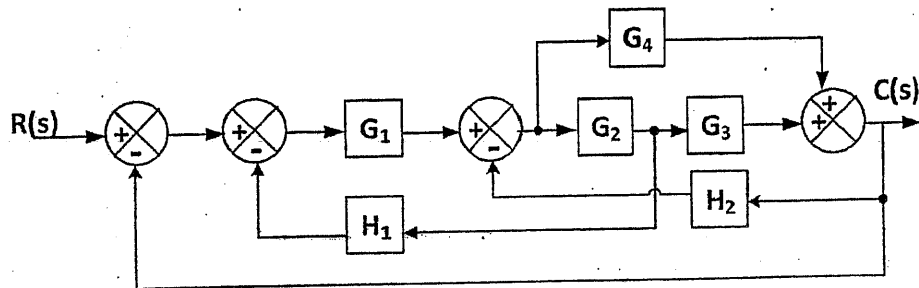 G₄
R(s) + - + - G₁ + - G₂ G₃ + + C(s)
H₁ H₂